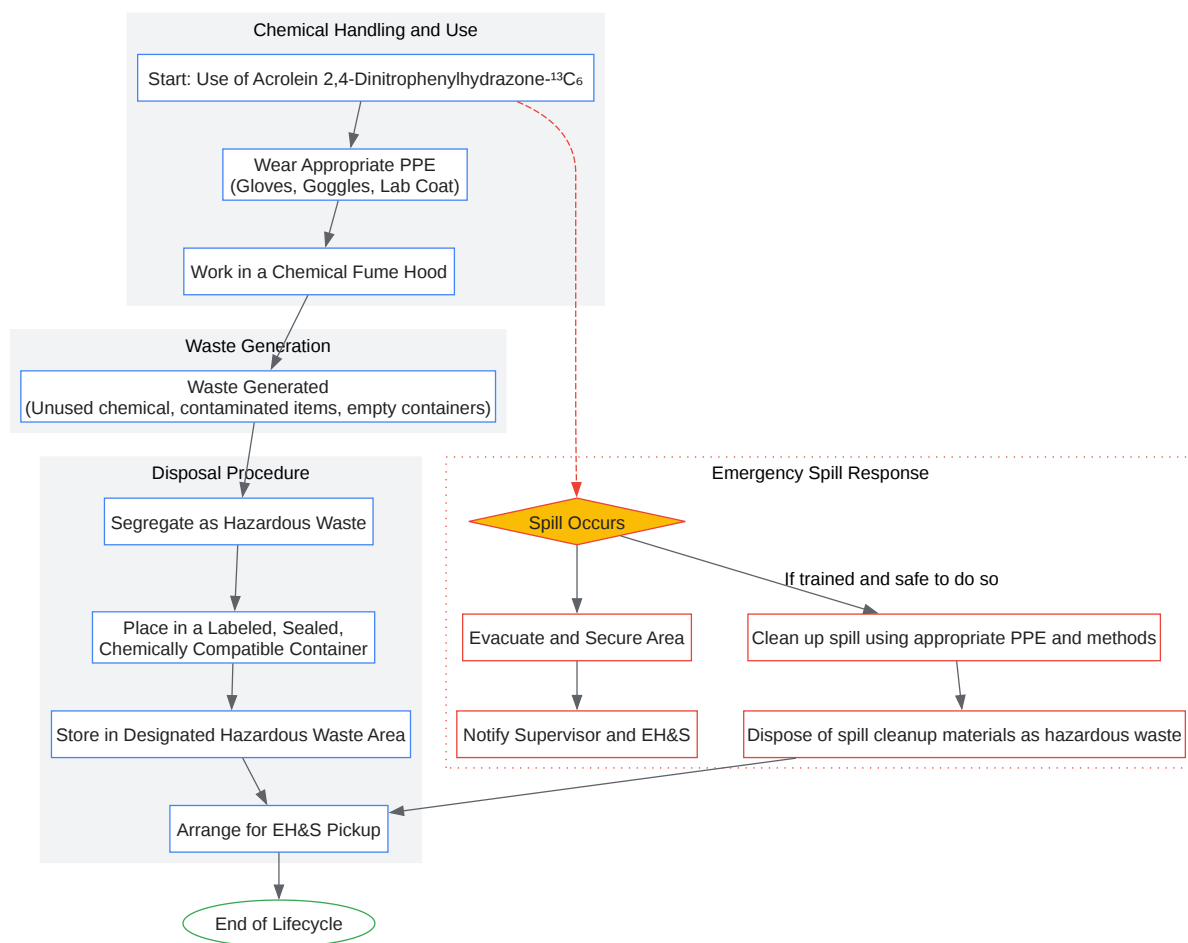 Chemical Handling and Use
Start: Use of Acrolein 2,4-Dinitrophenylhydrazone-¹³C₆
Wear Appropriate PPE
(Gloves, Goggles, Lab Coat)
Work in a Chemical Fume Hood
Waste Generation
Waste Generated
(Unused chemical, contaminated items, empty containers)
Disposal Procedure
Segregate as Hazardous Waste
Place in a Labeled, Sealed,
Chemically Compatible Container
Store in Designated Hazardous Waste Area
Arrange for EH&S Pickup
End of Lifecycle
Emergency Spill Response
Spill Occurs
If trained and safe to do so
Evacuate and Secure Area
Clean up spill using appropriate PPE and methods
Notify Supervisor and EH&S
Dispose of spill cleanup materials as hazardous waste